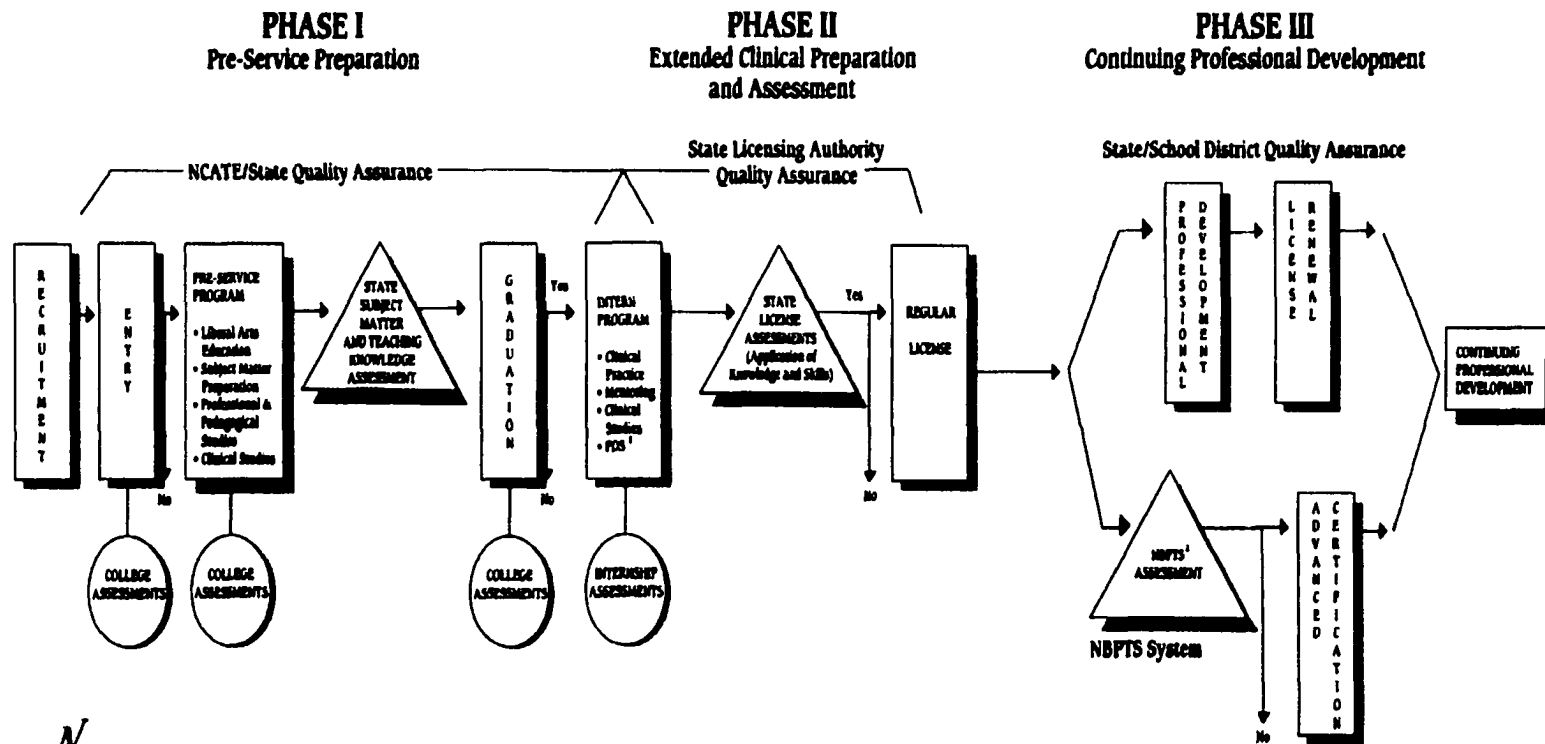 PHASE I
Pre-Service Preparation
PHASE II
Extended Clinical Preparation
and Assessment
PHASE III
Continuing Professional Development
NCATE/State Quality Assurance
State Licensing Authority
Quality Assurance
State/School District Quality Assurance
RECRUITMENT
ENTRY
No
PRE-SERVICE
PROGRAM
• Liberal Arts
Education
• Subject Matter
Preparation
• Professional &
Pedagogical
Studies
• Clinical Studies
STATE
SUBJECT
MATTER
AND TEACHING
KNOWLEDGE
ASSESSMENT
GRADUATION
Yes
No
INTERN
PROGRAM
• Clinical
Practice
• Mentoring
• Clinical
Studies
• PDS 1
STATE
LICENSE
ASSESSMENTS
(Application of
Knowledge and Skills)
Yes
No
REGULAR
LICENSE
PROFESSIONAL
DEVELOPMENT
LICENSE
RENEWAL
CONTINUING
PROFESSIONAL
DEVELOPMENT
COLLEGE
ASSESSMENTS
COLLEGE
ASSESSMENTS
COLLEGE
ASSESSMENTS
INTERNSHIP
ASSESSMENTS
NBPTS 2
ASSESSMENT
NBPTS System
No
ADVANCED
CERTIFICATION